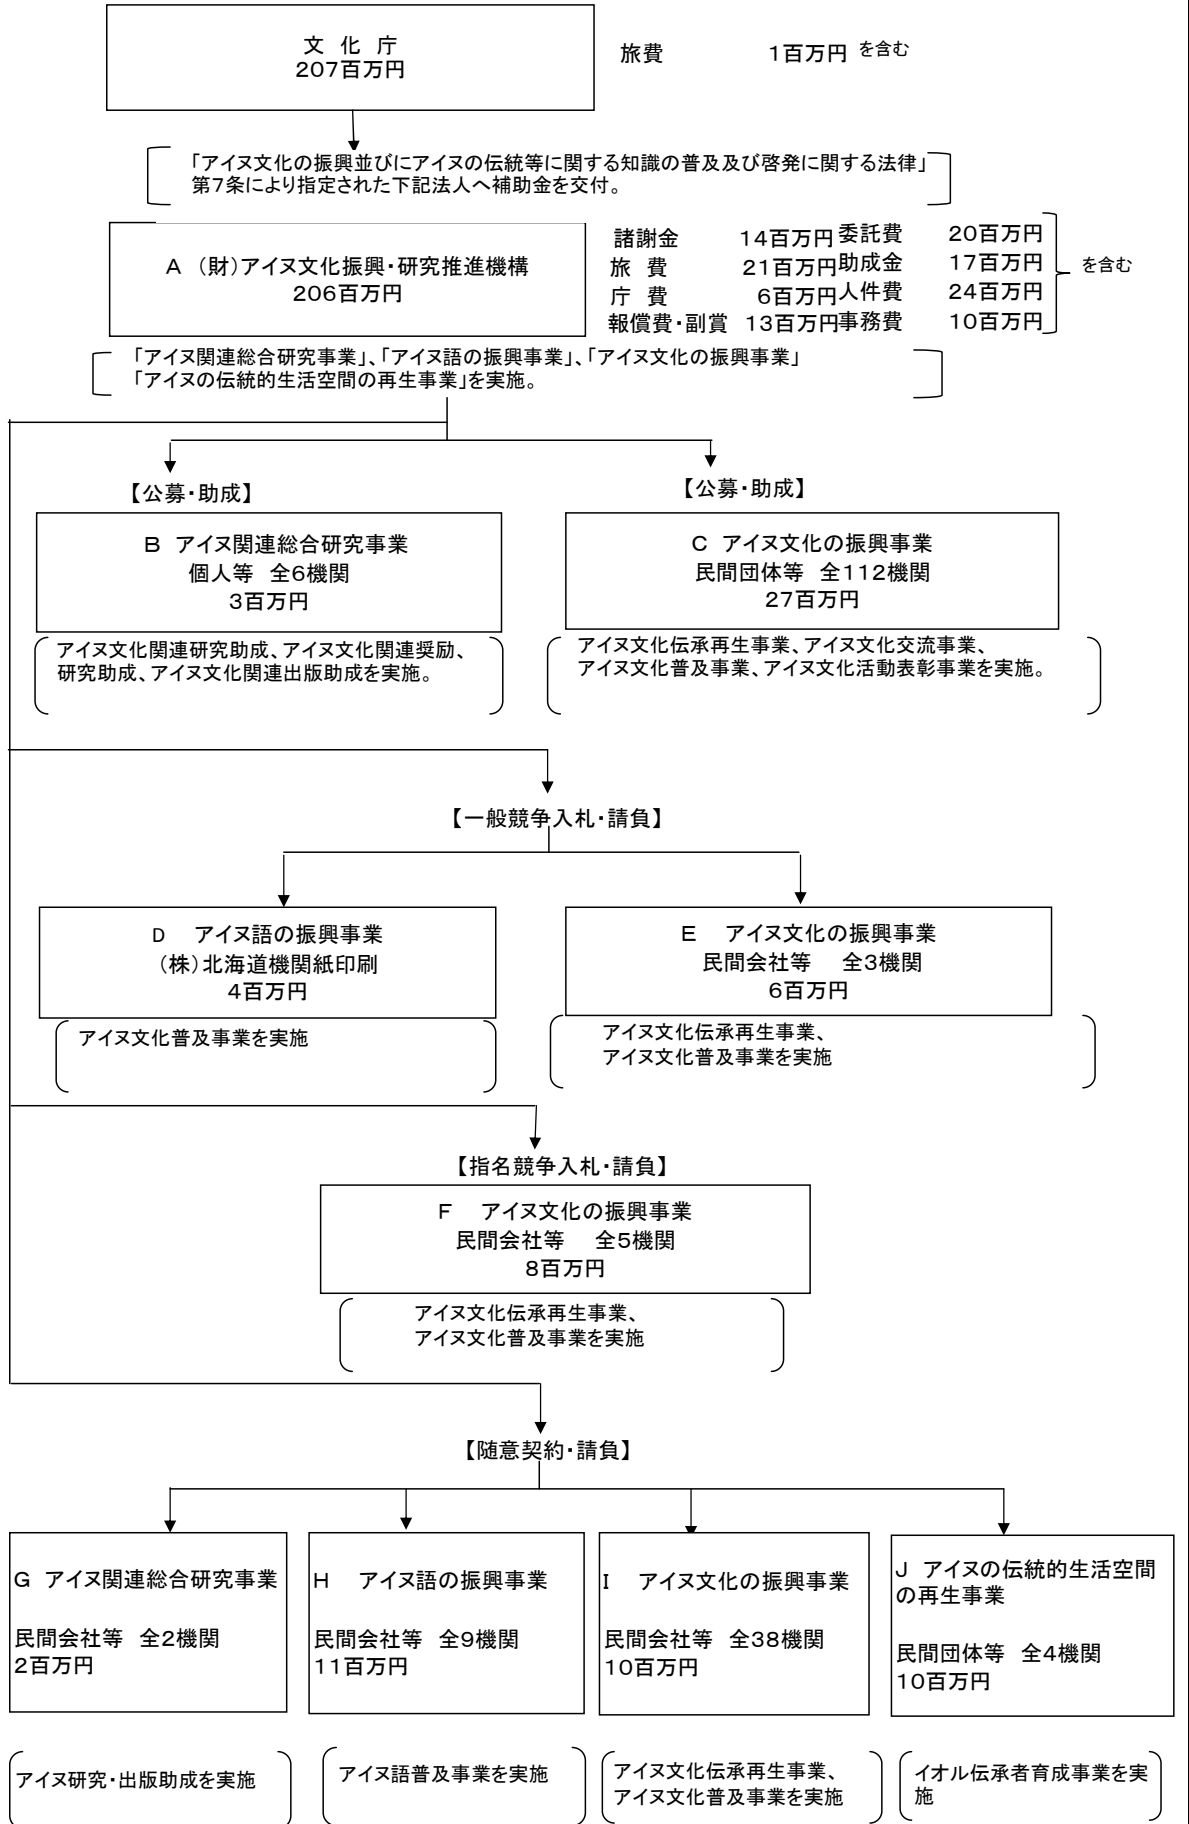 文 化 庁
207百万円
旅費 1百万円 を含む
「アイヌ文化の振興並びにアイヌの伝統等に関する知識の普及及び啓発に関する法律」
第7条により指定された下記法人へ補助金を交付。
A (財)アイヌ文化振興・研究推進機構
206百万円
諸謝金 14百万円 委託費 20百万円
旅 費 21百万円 助成金 17百万円
庁 費 6百万円 人件費 24百万円
報償費・副賞 13百万円 事務費 10百万円
を含む
「アイヌ関連総合研究事業」、「アイヌ語の振興事業」、「アイヌ文化の振興事業」
「アイヌの伝統的生活空間の再生事業」を実施。
【公募・助成】
B アイヌ関連総合研究事業
個人等 全6機関
3百万円
アイヌ文化関連研究助成、アイヌ文化関連奨励、
研究助成、アイヌ文化関連出版助成を実施。
【公募・助成】
C アイヌ文化の振興事業
民間団体等 全112機関
27百万円
アイヌ文化伝承再生事業、アイヌ文化交流事業、
アイヌ文化普及事業、アイヌ文化活動表彰事業を実施。
【一般競争入札・請負】
D アイヌ語の振興事業
(株)北海道機関紙印刷
4百万円
アイヌ文化普及事業を実施
E アイヌ文化の振興事業
民間会社等 全3機関
6百万円
アイヌ文化伝承再生事業、
アイヌ文化普及事業を実施
【指名競争入札・請負】
F アイヌ文化の振興事業
民間会社等 全5機関
8百万円
アイヌ文化伝承再生事業、
アイヌ文化普及事業を実施
【随意契約・請負】
G アイヌ関連総合研究事業
民間会社等 全2機関
2百万円
アイヌ研究・出版助成を実施
H アイヌ語の振興事業
民間会社等 全9機関
11百万円
アイヌ語普及事業を実施
I アイヌ文化の振興事業
民間会社等 全38機関
10百万円
アイヌ文化伝承再生事業、
アイヌ文化普及事業を実施
J アイヌの伝統的生活空間
の再生事業
民間団体等 全4機関
10百万円
イオル伝承者育成事業を実
施